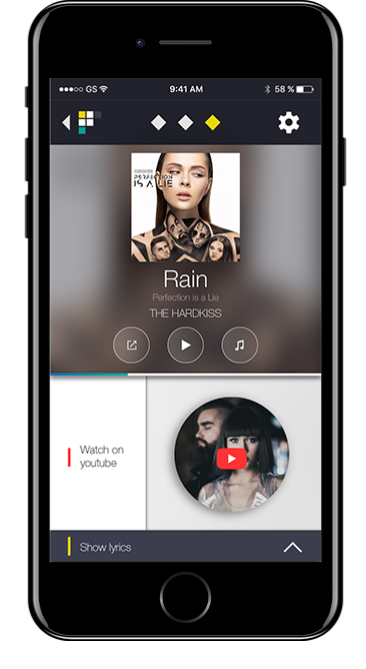 GS
9:41 AM
58 %
PERFECTION
IS A LIE
Rain
Perfection is a Lie
THE HARDKISS
Watch on
youtube
Show lyrics